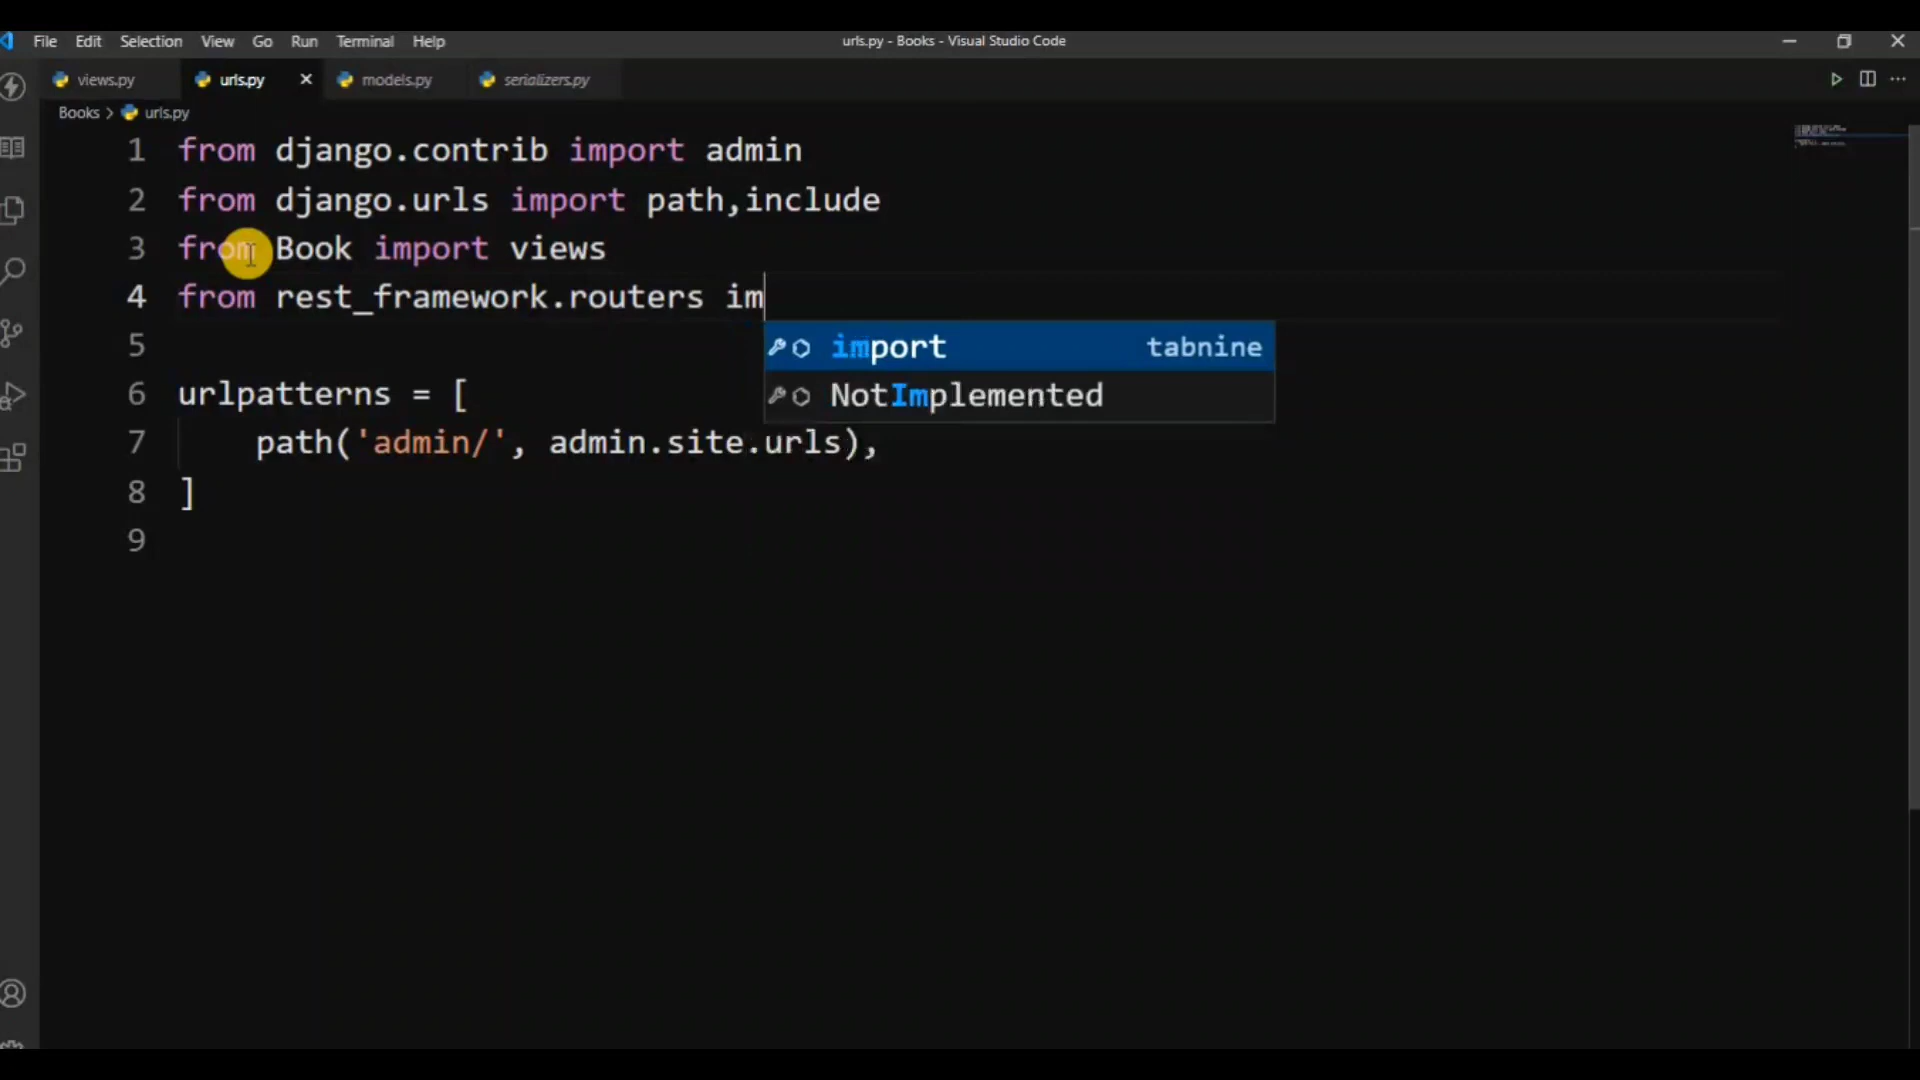 File Edit Selection View Go Run Terminal Help
urls.py - Books - Visual Studio Code
views.py urls.py models.py serializers.py
Books > urls.py
1 from django.contrib import admin
2 from django.urls import path,include
3 from Book import views
4 from rest_framework.routers im
import tabnine
5
NotImplemented
6 urlpatterns = [
7 path('admin/', admin.site.urls),
8 ]
9